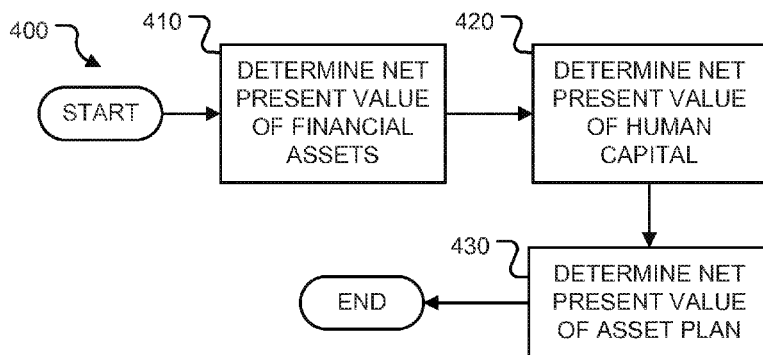 400
START
410
DETERMINE NET
PRESENT VALUE
OF FINANCIAL
ASSETS
420
DETERMINE NET
PRESENT VALUE
OF HUMAN
CAPITAL
430
DETERMINE NET
PRESENT VALUE
OF ASSET PLAN
END